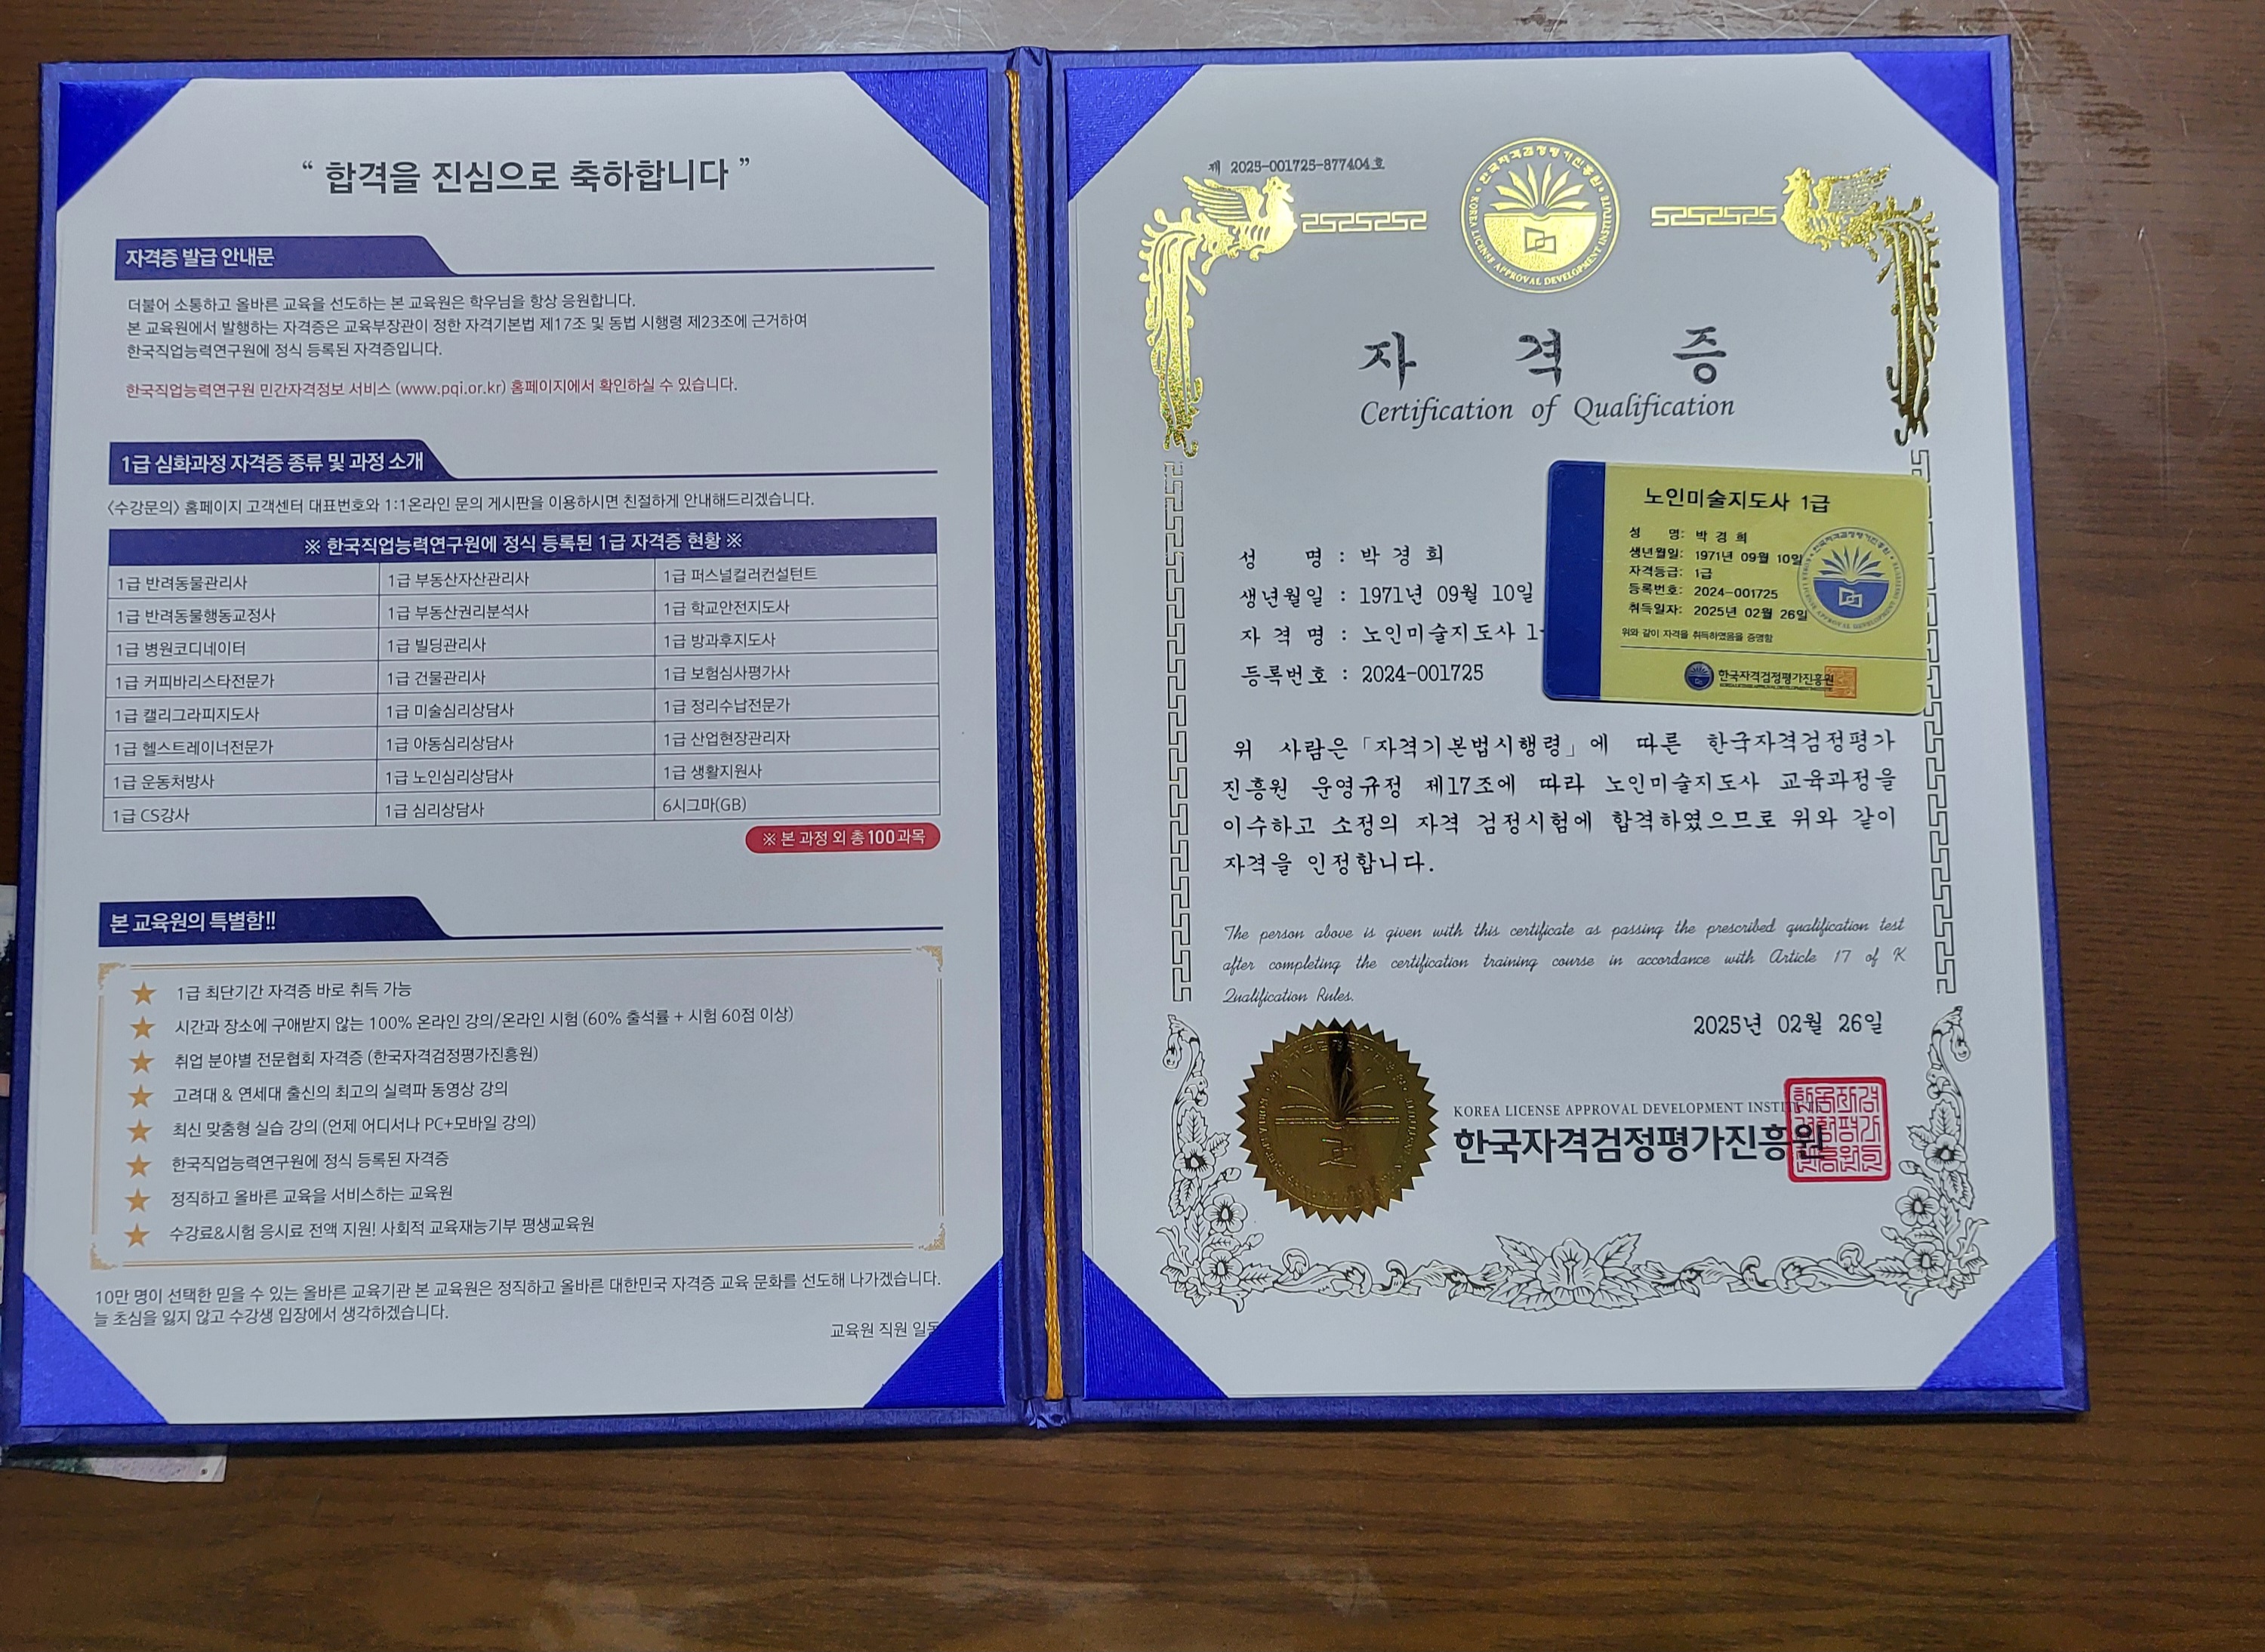 “ 합격을 진심으로 축하합니다 ”
자격증 발급 안내문
더불어 소통하고 올바른 교육을 선도하는 본 교육원은 학우님을 항상 응원합니다.
본 교육원에서 발행하는 자격증은 교육부장관이 정한 자격기본법 제17조 및 동법 시행령 제23조에 근거하여
한국직업능력연구원에 정식 등록된 자격증입니다.
한국직업능력연구원 민간자격정보 서비스 (www.pqi.or.kr) 홈페이지에서 확인하실 수 있습니다.
1급 심화과정 자격증 종류 및 과정 소개
〈수강문의〉 홈페이지 고객센터 대표번호와 1:1온라인 문의 게시판을 이용하시면 친절하게 안내해드리겠습니다.
※ 한국직업능력연구원에 정식 등록된 1급 자격증 현황 ※
1급 반려동물관리사 1급 부동산자산관리사 1급 퍼스널컬러컨설턴트
1급 반려동물행동교정사 1급 부동산권리분석사 1급 학교안전지도사
1급 병원코디네이터 1급 빌딩관리사 1급 방과후지도사
1급 커피바리스타전문가 1급 건물관리사 1급 보험심사평가사
1급 캘리그라피지도사 1급 미술심리상담사 1급 정리수납전문가
1급 헬스트레이너전문가 1급 아동심리상담사 1급 산업현장관리자
1급 운동처방사 1급 노인심리상담사 1급 생활지원사
1급 CS강사 1급 심리상담사 6시그마(GB)
※ 본 과정 외 총 100과목
본 교육원의 특별함!!
1급 최단기간 자격증 바로 취득 가능
시간과 장소에 구애받지 않는 100% 온라인 강의/온라인 시험 (60% 출석률 + 시험 60점 이상)
취업 분야별 전문협회 자격증 (한국자격검정평가진흥원)
고려대 & 연세대 출신의 최고의 실력파 동영상 강의
최신 맞춤형 실습 강의 (언제 어디서나 PC+모바일 강의)
한국직업능력연구원에 정식 등록된 자격증
정직하고 올바른 교육을 서비스하는 교육원
수강료&시험 응시료 전액 지원! 사회적 교육재능기부 평생교육원
10만 명이 선택한 믿을 수 있는 올바른 교육기관 본 교육원은 정직하고 올바른 대한민국 자격증 교육 문화를 선도해 나가겠습니다.
늘 초심을 잃지 않고 수강생 입장에서 생각하겠습니다.
교육원 직원 일동
제 2025-001725-877404호
한국자격검정평가진흥원
KOREA LICENSE APPROVAL DEVELOPMENT INSTITUTE
자 격 증
Certification of Qualification
성 명 : 박 경 희
생년월일 : 1971년 09월 10일
자 격 명 : 노인미술지도사 1
등록번호 : 2024-001725
노인미술지도사 1급
성 명: 박 경 희
생년월일: 1971년 09월 10일
자격등급: 1급
등록번호: 2024-001725
취득일자: 2025년 02월 26일
위와 같이 자격을 취득하였음을 증명함
한국자격검정평가진흥원
KOREA LICENSE APPROVAL DEVELOPMENT INSTITUTE
위 사람은「자격기본법시행령」에 따른 한국자격검정평가
진흥원 운영규정 제17조에 따라 노인미술지도사 교육과정을
이수하고 소정의 자격 검정시험에 합격하였으므로 위와 같이
자격을 인정합니다.
The person above is given with this certificate as passing the prescribed qualification test
after completing the certification training course in accordance with Article 17 of K
Qualification Rules.
2025년 02월 26일
KOREA LICENSE APPROVAL DEVELOPMENT INSTITUTE
한국자격검정평가진흥원